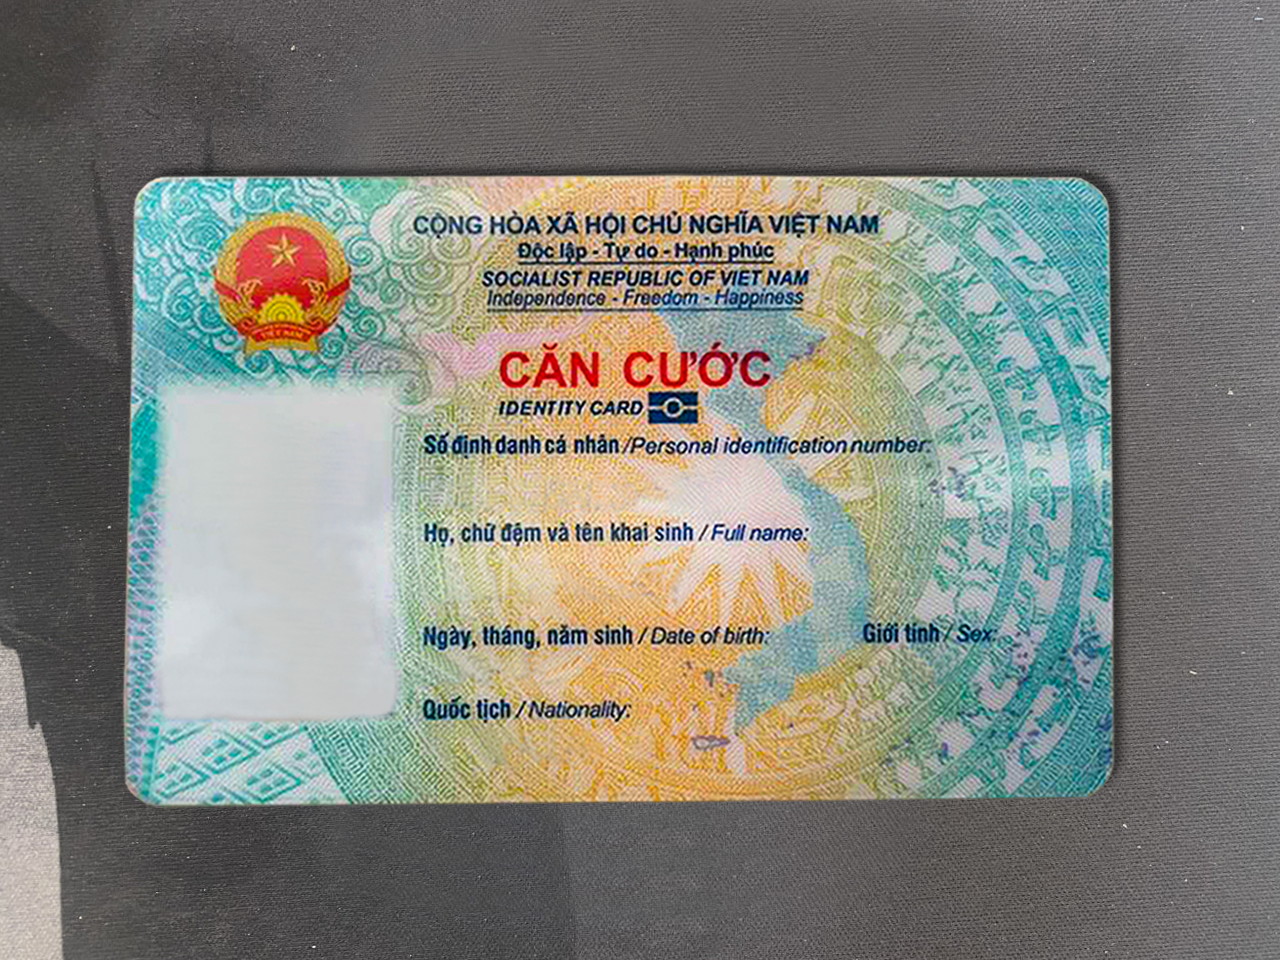 CỘNG HÒA XÃ HỘI CHỦ NGHĨA VIỆT NAM
Độc lập - Tự do - Hạnh phúc
SOCIALIST REPUBLIC OF VIET NAM
Independence - Freedom - Happiness
VIỆT NAM
CĂN CƯỚC
IDENTITY CARD
Số định danh cá nhân /Personal identification number:
Họ, chữ đệm và tên khai sinh / Full name:
Ngày, tháng, năm sinh / Date of birth:
Giới tính / Sex:
Quốc tịch / Nationality: